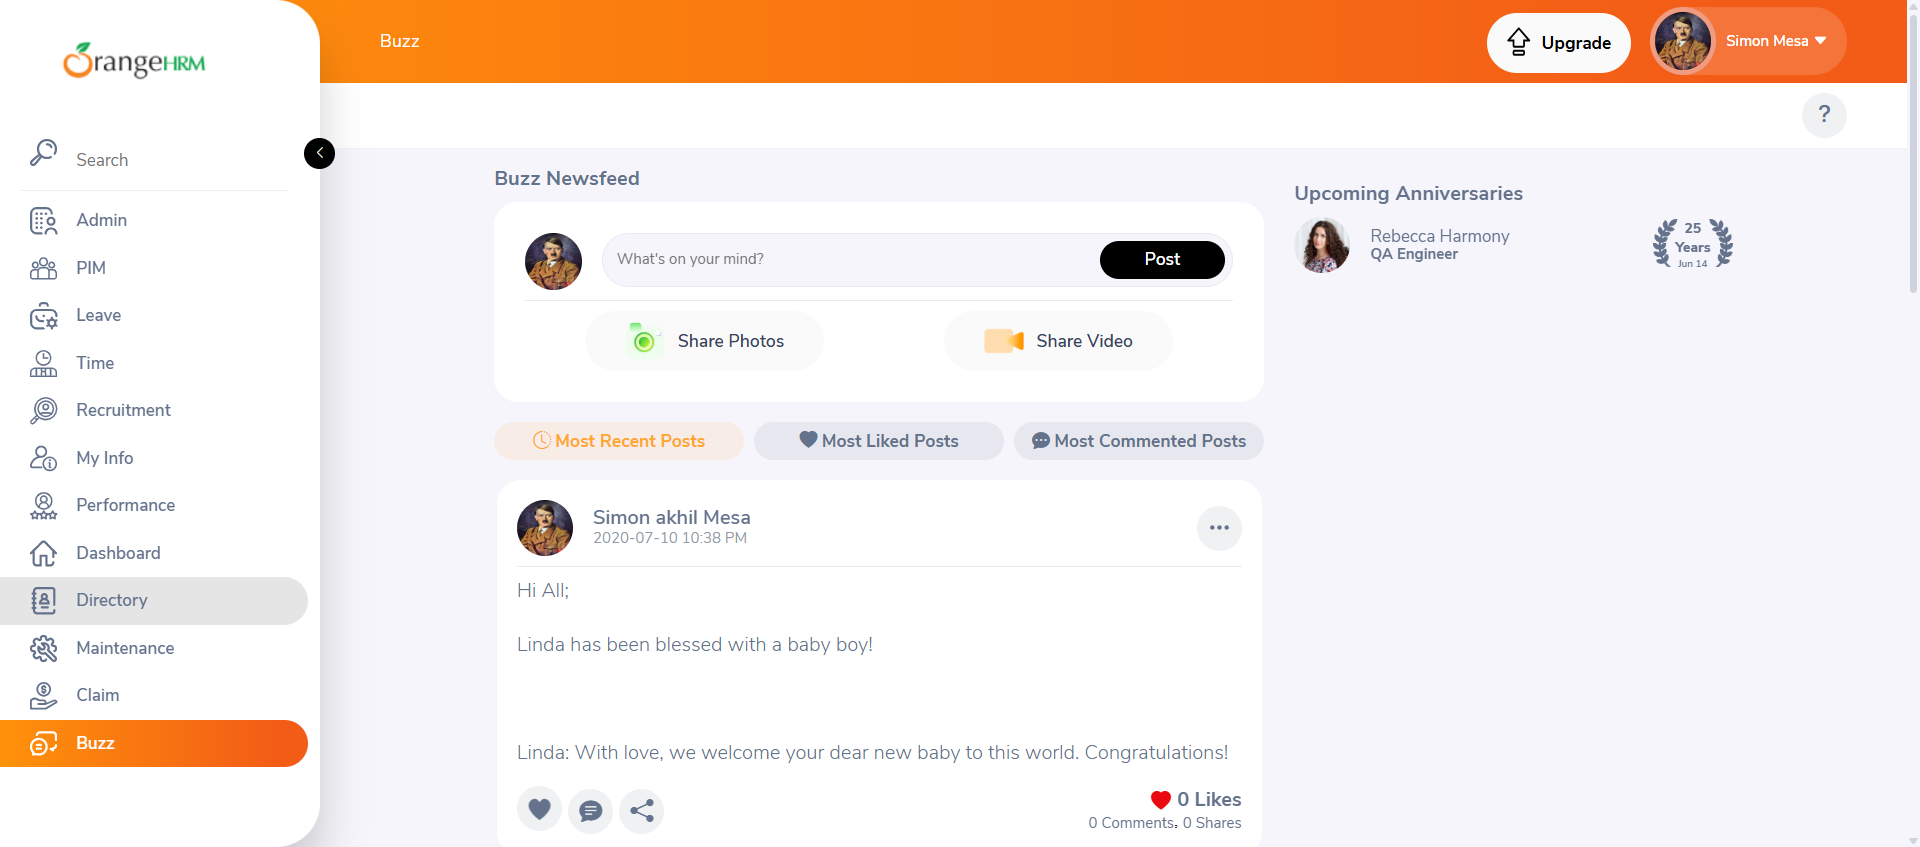 OrangeHRM
Search
Admin
PIM
Leave
Time
Recruitment
My Info
Performance
Dashboard
Directory
Maintenance
Claim
Buzz
Buzz
Upgrade
Simon Mesa
?
Buzz Newsfeed
What's on your mind?
Post
Share Photos
Share Video
Most Recent Posts
Most Liked Posts
Most Commented Posts
Simon akhil Mesa
2020-07-10 10:38 PM
Hi All;
Linda has been blessed with a baby boy!
Linda: With love, we welcome your dear new baby to this world. Congratulations!
0 Likes
0 Comments, 0 Shares
Upcoming Anniversaries
Rebecca Harmony
QA Engineer
25
Years
Jun 14